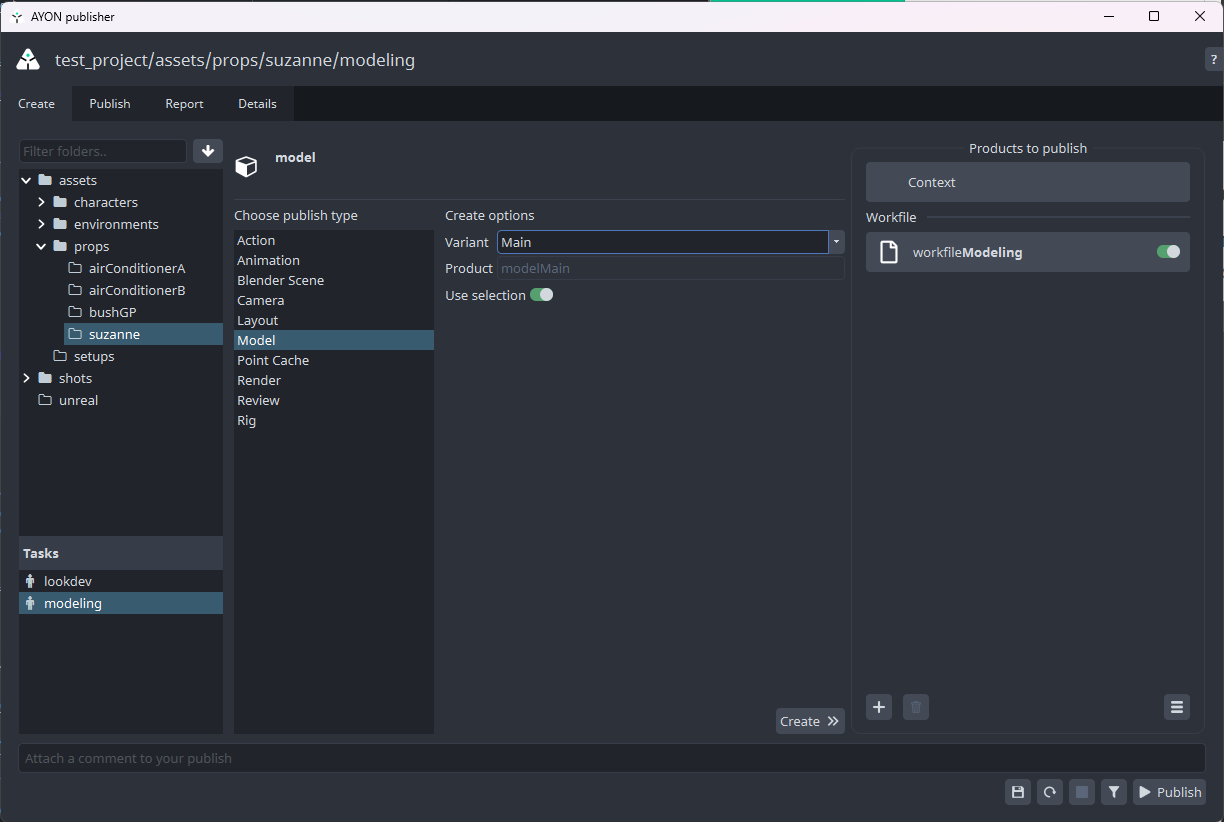 AYON publisher
test_project/assets/props/suzanne/modeling
?
Create
Publish
Report
Details
Filter folders..
assets
characters
environments
props
airConditionerA
airConditionerB
bushGP
suzanne
setups
shots
unreal
Tasks
lookdev
modeling
model
Choose publish type
Action
Animation
Blender Scene
Camera
Layout
Model
Point Cache
Render
Review
Rig
Create options
Variant Main
Product modelMain
Use selection
Create
Products to publish
Context
Workfile
workfileModeling
Attach a comment to your publish
Publish